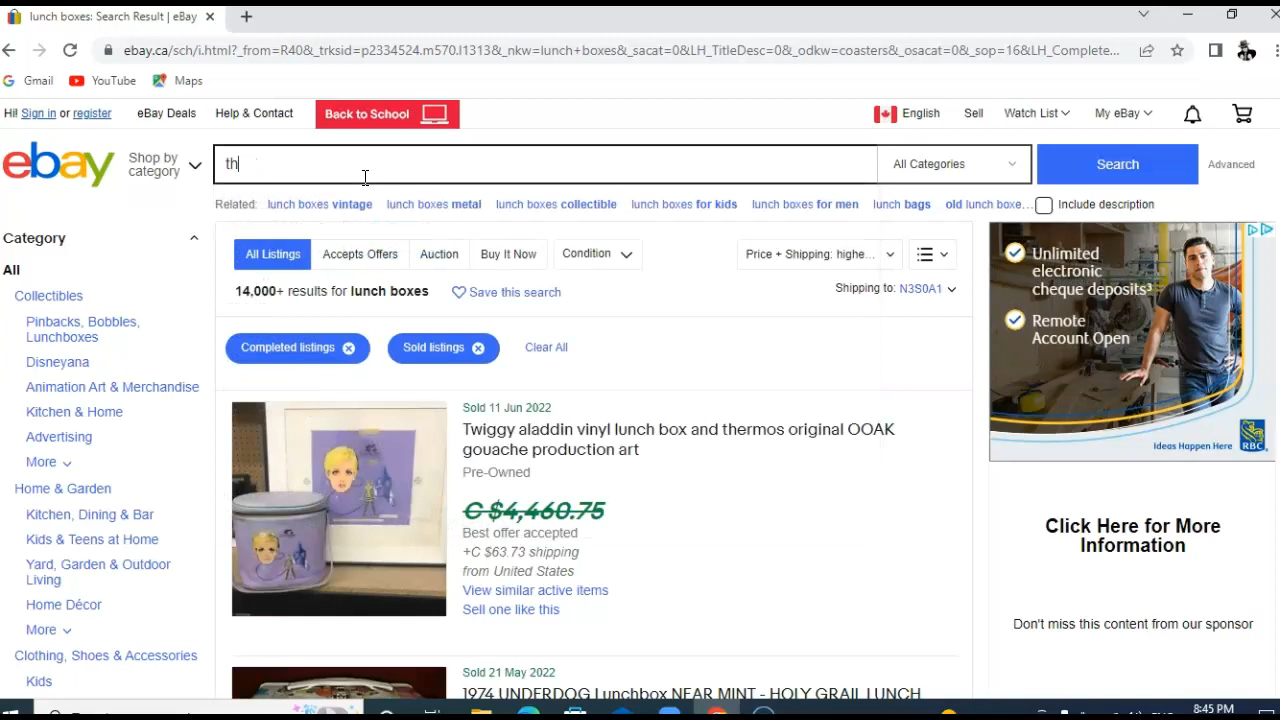 lunch boxes: Search Result | eBay
ebay.ca/sch/i.html?_from=R40&_trksid=p2334524.m570.l1313&_nkw=lunch+boxes&_sacat=0&LH_TitleDesc=0&_odkw=coasters&_osacat=0&_sop=16&LH_Complete...
Gmail YouTube Maps
Hi! Sign in or register eBay Deals Help & Contact Back to School English Sell Watch List My eBay
ebay Shop by category th All Categories Search Advanced
Related: lunch boxes vintage lunch boxes metal lunch boxes collectible lunch boxes for kids lunch boxes for men lunch bags old lunch boxe... Include description
Category
All
Collectibles
Pinbacks, Bobbles,
Lunchboxes
Disneyana
Animation Art & Merchandise
Kitchen & Home
Advertising
More
Home & Garden
Kitchen, Dining & Bar
Kids & Teens at Home
Yard, Garden & Outdoor
Living
Home Décor
More
Clothing, Shoes & Accessories
Kids
All Listings Accepts Offers Auction Buy It Now Condition Price + Shipping: highe...
14,000+ results for lunch boxes Save this search Shipping to: N3S0A1
Completed listings Sold listings Clear All
Sold 11 Jun 2022
Twiggy aladdin vinyl lunch box and thermos original OOAK
gouache production art
Pre-Owned
C $4,460.75
Best offer accepted
+C $63.73 shipping
from United States
View similar active items
Sell one like this
Sold 21 May 2022
1974 UNDERDOG Lunchbox NEAR MINT - HOLY GRAIL LUNCH
Unlimited
electronic
cheque deposits³
Remote
Account Open
Ideas Happen Here RBC
Click Here for More
Information
Don't miss this content from our sponsor
8:45 PM